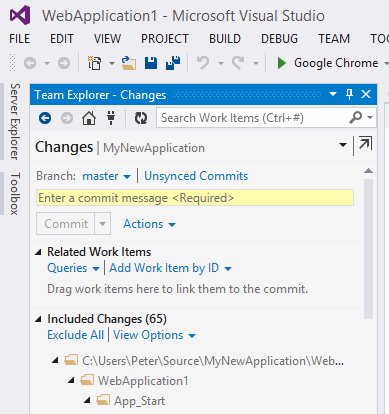 WebApplication1 - Microsoft Visual Studio
FILE EDIT VIEW PROJECT BUILD DEBUG TEAM
Google Chrome
Server Explorer
Toolbox
Team Explorer - Changes
Search Work Items (Ctrl+#)
Changes | MyNewApplication
Branch: master Unsynced Commits
Enter a commit message <Required>
Commit Actions
Related Work Items
Queries Add Work Item by ID
Drag work items here to link them to the commit.
Included Changes (65)
Exclude All View Options
C:\Users\Peter\Source\MyNewApplication\Web...
WebApplication1
App_Start